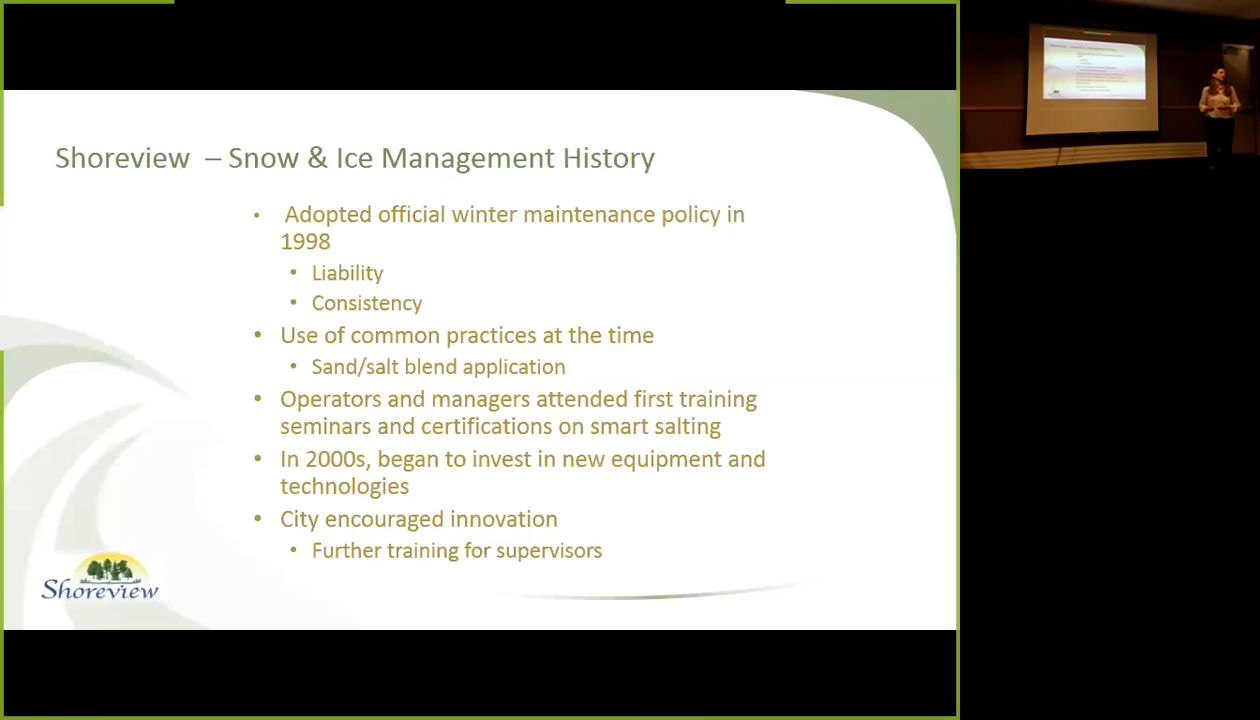 Shoreview – Snow & Ice Management History
• Adopted official winter maintenance policy in
1998
• Liability
• Consistency
• Use of common practices at the time
• Sand/salt blend application
• Operators and managers attended first training
seminars and certifications on smart salting
• In 2000s, began to invest in new equipment and
technologies
• City encouraged innovation
• Further training for supervisors
Shoreview